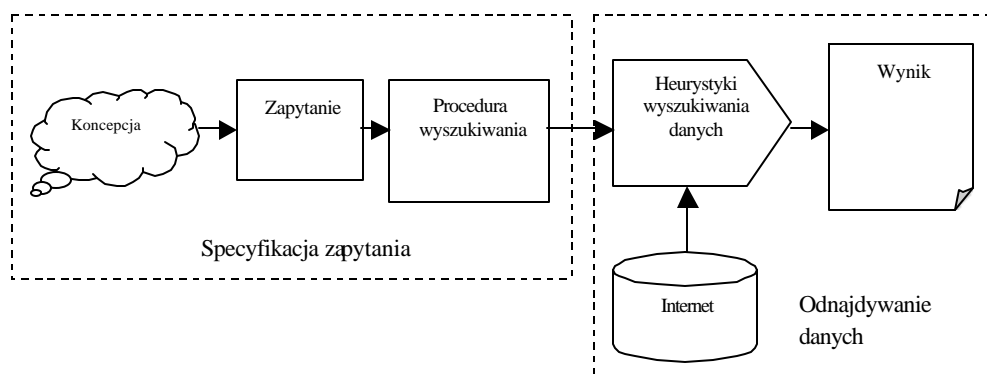 Koncepcja
Zapytanie
Procedura
wyszukiwania
Specyfikacja zapytania
Heurystyki
wyszukiwania
danych
Wynik
Internet
Odnajdywanie
danych